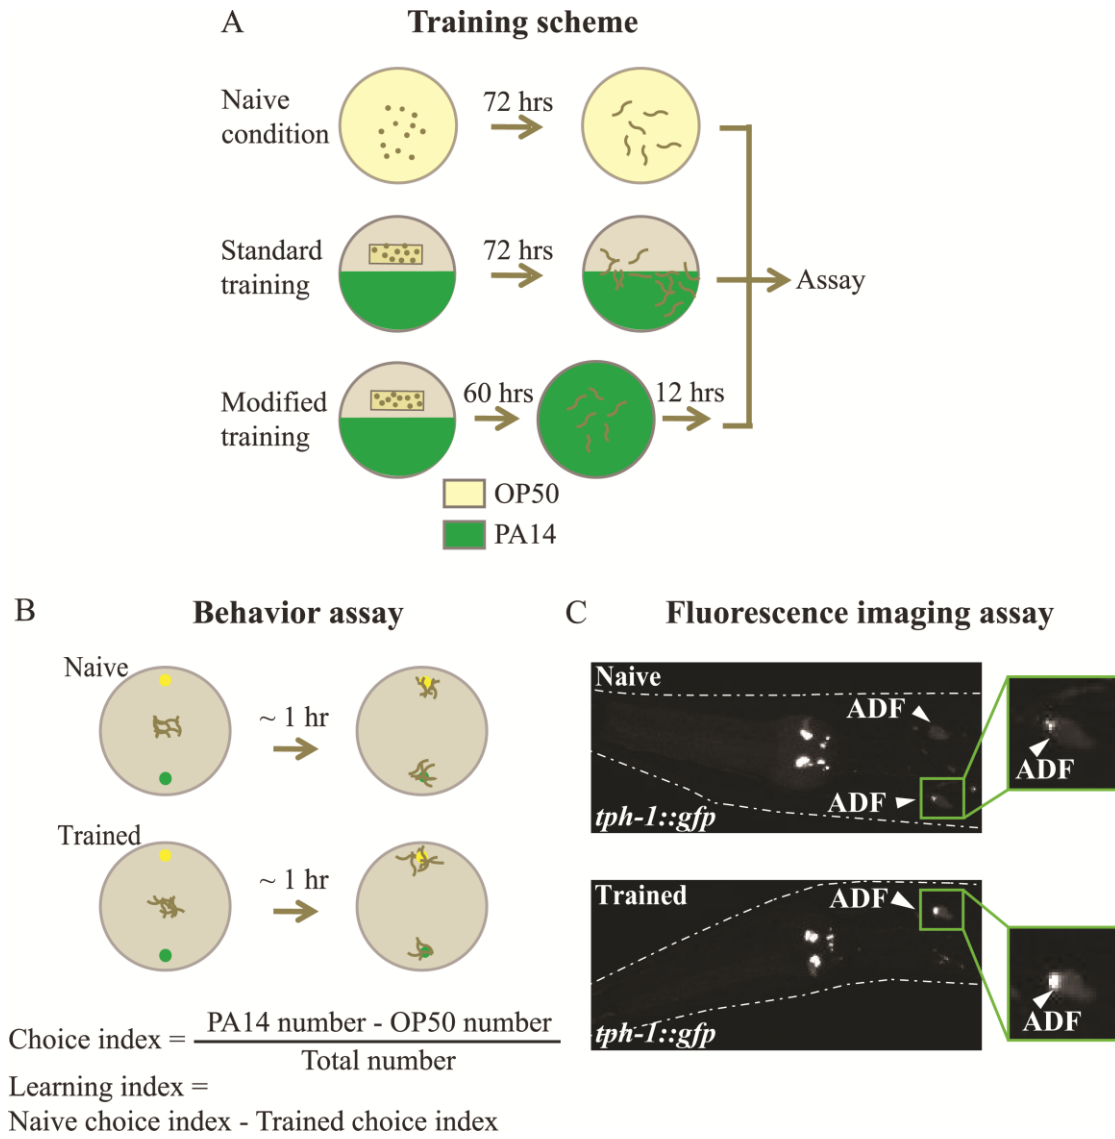 A Training scheme
Naive
condition
72 hrs
Standard
training
72 hrs
Assay
Modified
training
60 hrs
12 hrs
OP50
PA14
B Behavior assay
Naive
~ 1 hr
Trained
~ 1 hr
Choice index = PA14 number - OP50 number
Total number
Learning index =
Naive choice index - Trained choice index
C Fluorescence imaging assay
Naive
ADF
ADF
ADF
tph-1::gfp
Trained
ADF
ADF
tph-1::gfp